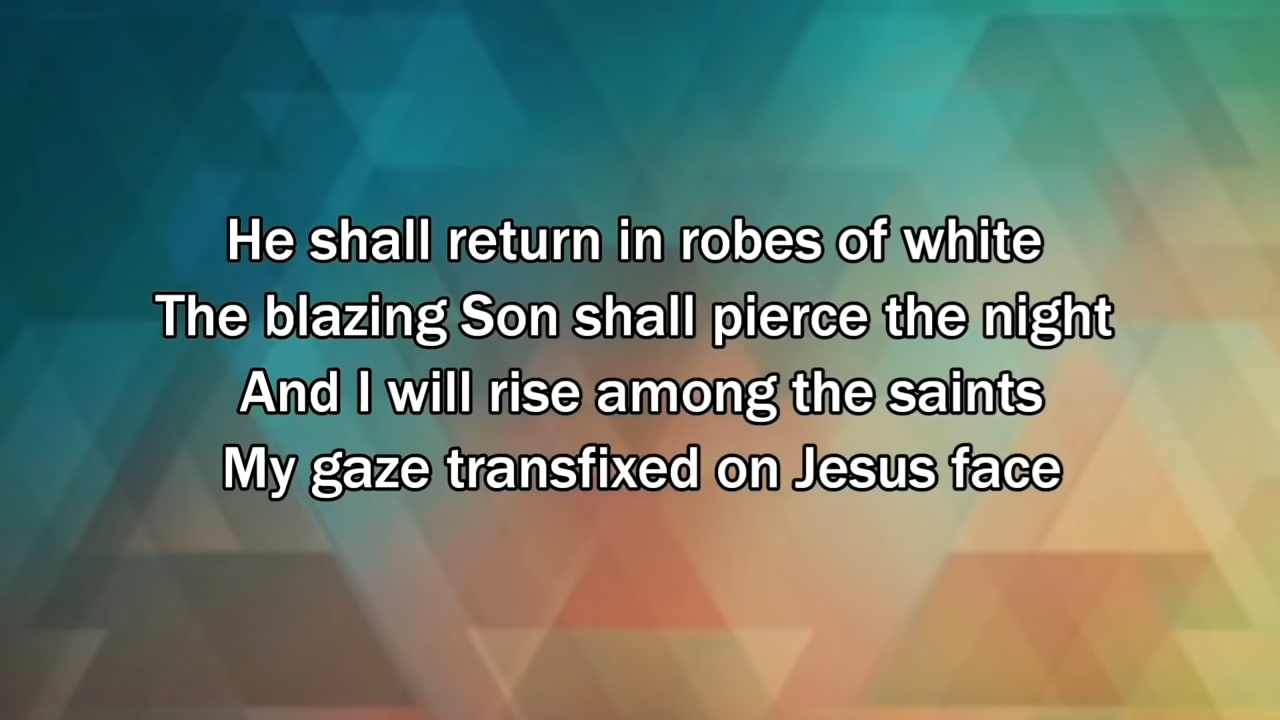 He shall return in robes of white
The blazing Son shall pierce the night
And I will rise among the saints
My gaze transfixed on Jesus face